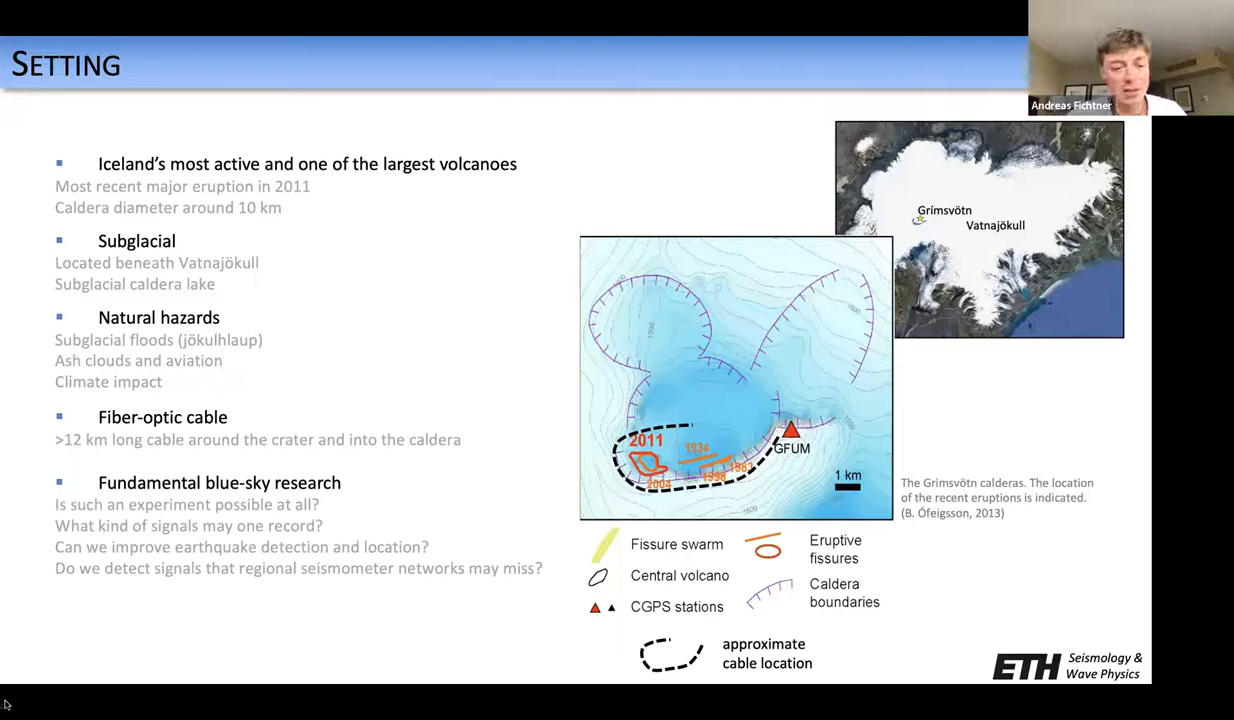 SETTING
Andreas Fichtner
Iceland's most active and one of the largest volcanoes
Most recent major eruption in 2011
Caldera diameter around 10 km
Subglacial
Located beneath Vatnajökull
Subglacial caldera lake
Natural hazards
Subglacial floods (jökulhlaup)
Ash clouds and aviation
Climate impact
Fiber-optic cable
>12 km long cable around the crater and into the caldera
Fundamental blue-sky research
Is such an experiment possible at all?
What kind of signals may one record?
Can we improve earthquake detection and location?
Do we detect signals that regional seismometer networks may miss?
Grímsvötn
Vatnajökull
1500
1600
2011
1934
1983
1998
2004
GFUM
1 km
1600
The Grimsvötn calderas. The location
of the recent eruptions is indicated.
(B. Ófeigsson, 2013)
Fissure swarm
Central volcano
CGPS stations
Eruptive
fissures
Caldera
boundaries
approximate
cable location
ETH
Seismology &
Wave Physics